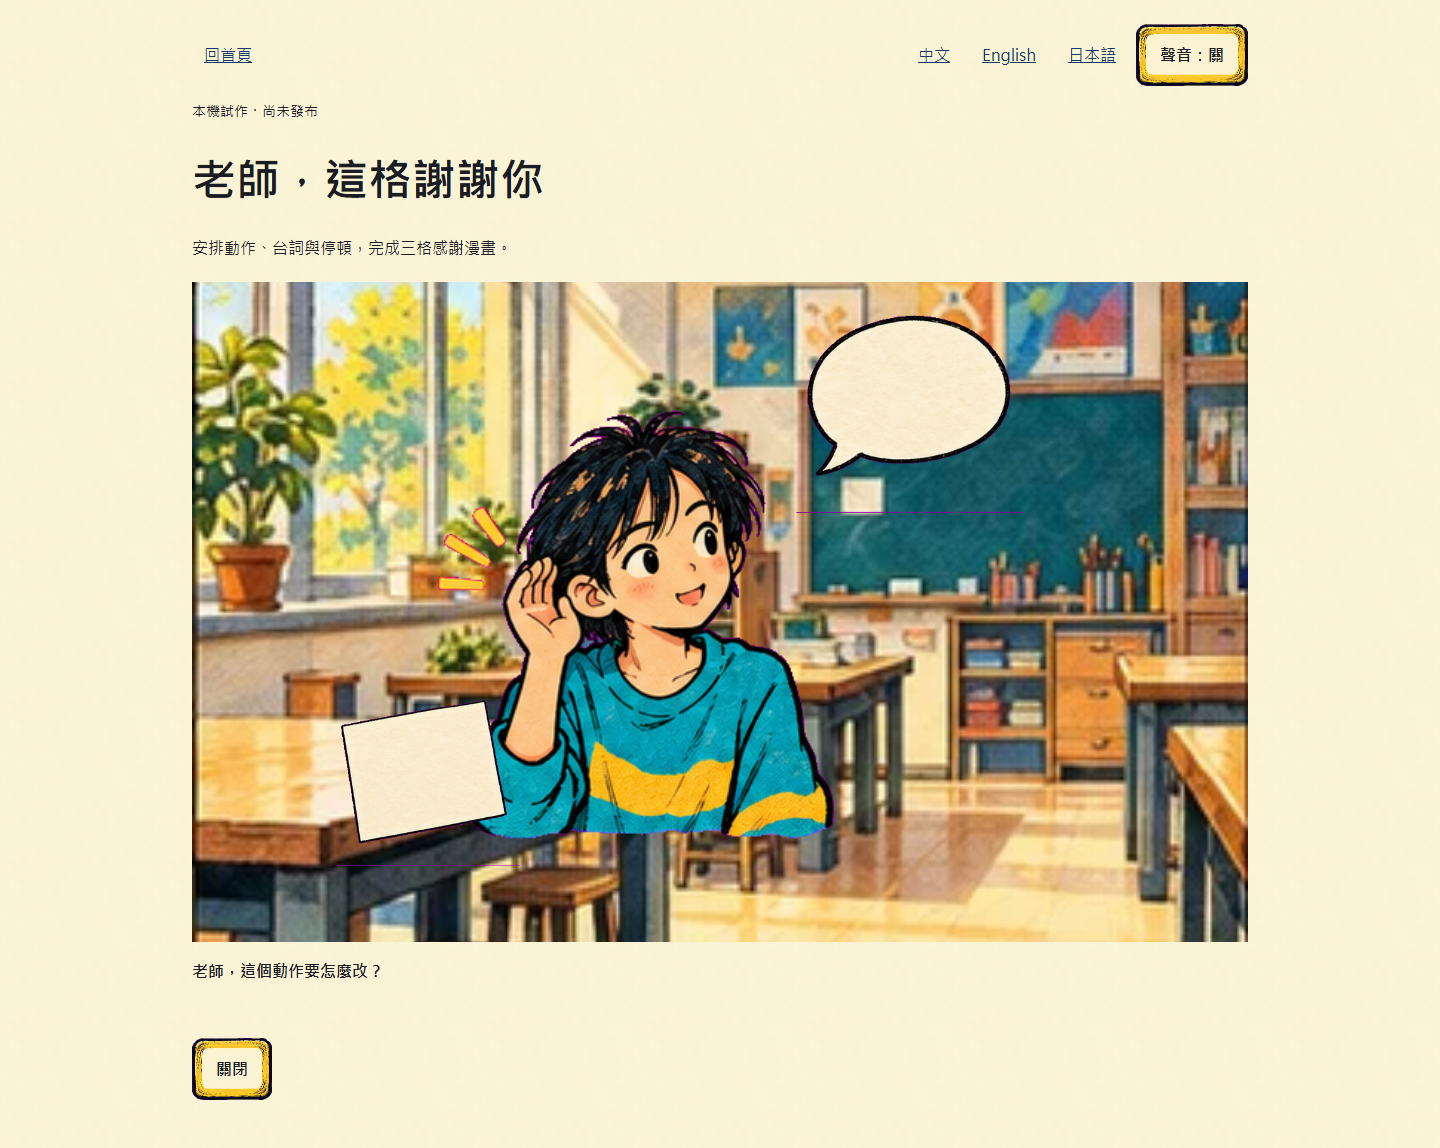 回首頁
中文 English 日本語 聲音：關
本機試作・尚未發布
老師，這格謝謝你
安排動作、台詞與停頓，完成三格感謝漫畫。
老師，這個動作要怎麼改？
關閉